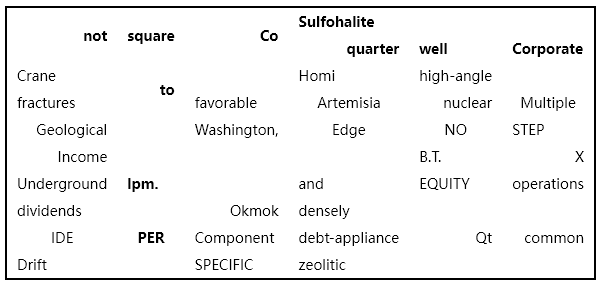 Sulfohalite
not square Co quarter well Corporate
Crane to Homi high-angle
fractures favorable Artemisia nuclear Multiple
Geological Washington, Edge NO STEP
Income B.T. X
Underground lpm. and EQUITY operations
dividends Okmok densely
IDE PER Component debt-appliance Qt common
Drift SPECIFIC zeolitic